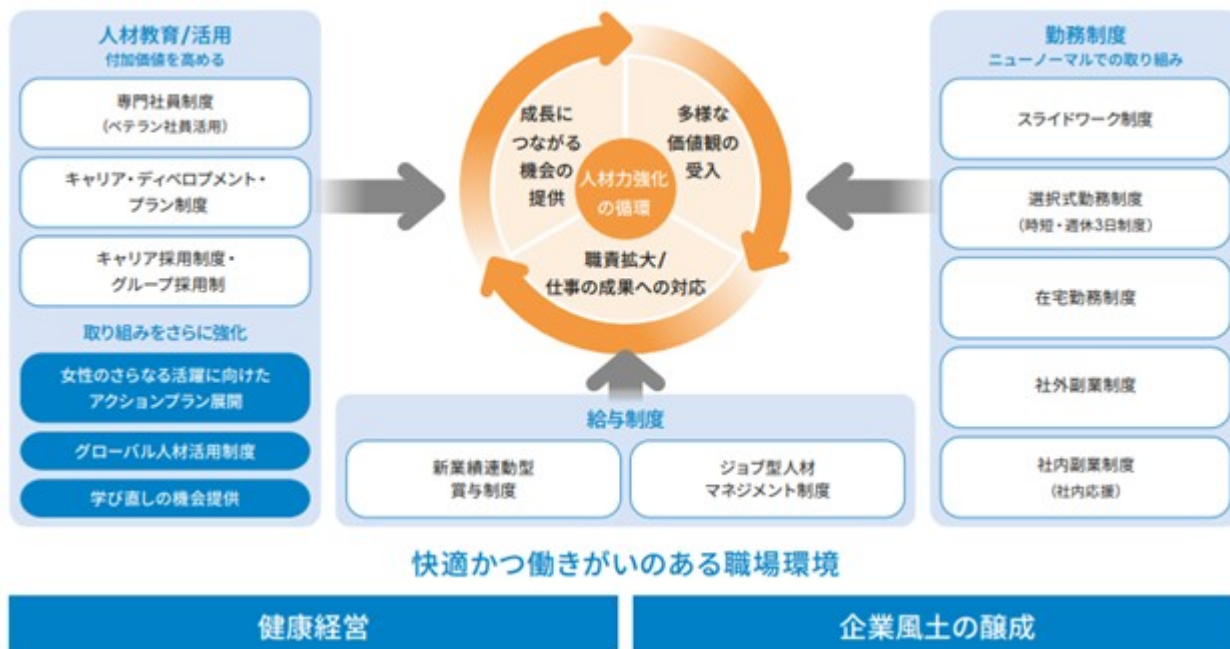 人材教育/活用
付加価値を高める
専門社員制度
（ベテラン社員活用）
キャリア・ディベロプメント・
プラン制度
キャリア採用制度・
グループ採用制
取り組みをさらに強化
女性のさらなる活躍に向けた
アクションプラン展開
グローバル人材活用制度
学び直しの機会提供
成長に
つながる
機会の
提供
多様な
価値観の
受入
人材力強化
の循環
職責拡大/
仕事の成果への対応
給与制度
新業績連動型
賞与制度
ジョブ型人材
マネジメント制度
勤務制度
ニューノーマルでの取り組み
スライドワーク制度
選択式勤務制度
（時短・週休3日制度）
在宅勤務制度
社外副業制度
社内副業制度
（社内応援）
快適かつ働きがいのある職場環境
健康経営
企業風土の醸成